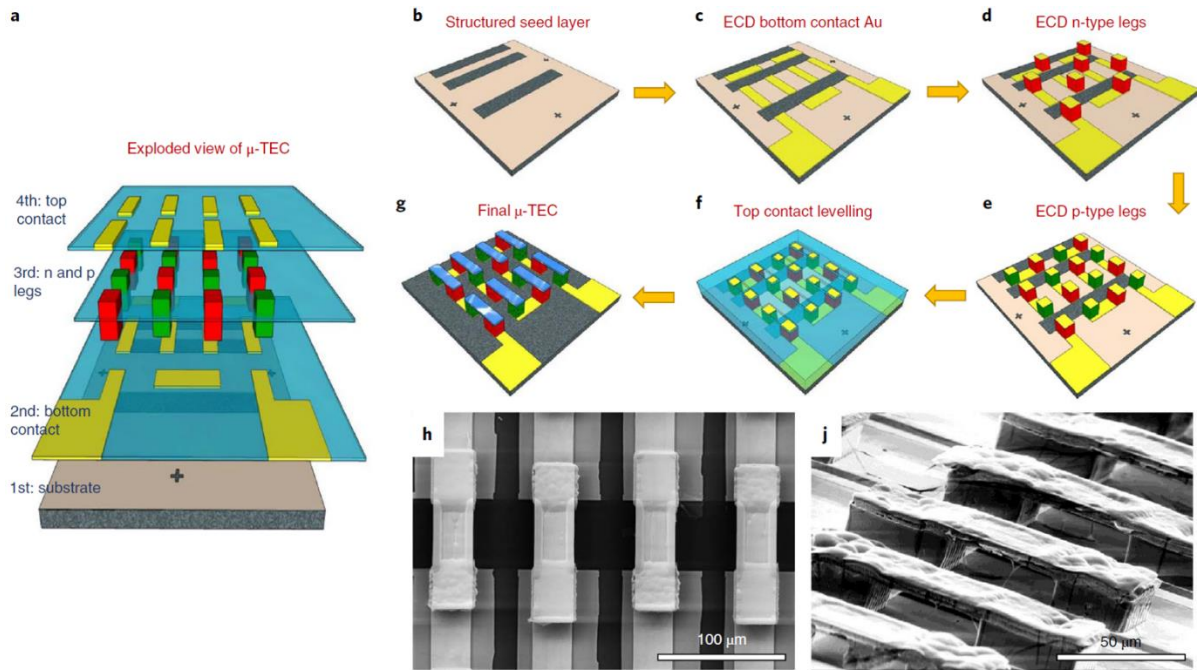 a
Exploded view of μ-TEC
4th: top
contact
3rd: n and p
legs
2nd: bottom
contact
1st: substrate
b
Structured seed layer
c
ECD bottom contact Au
d
ECD n-type legs
g
Final μ-TEC
f
Top contact levelling
e
ECD p-type legs
h
100 μm
j
50 μm